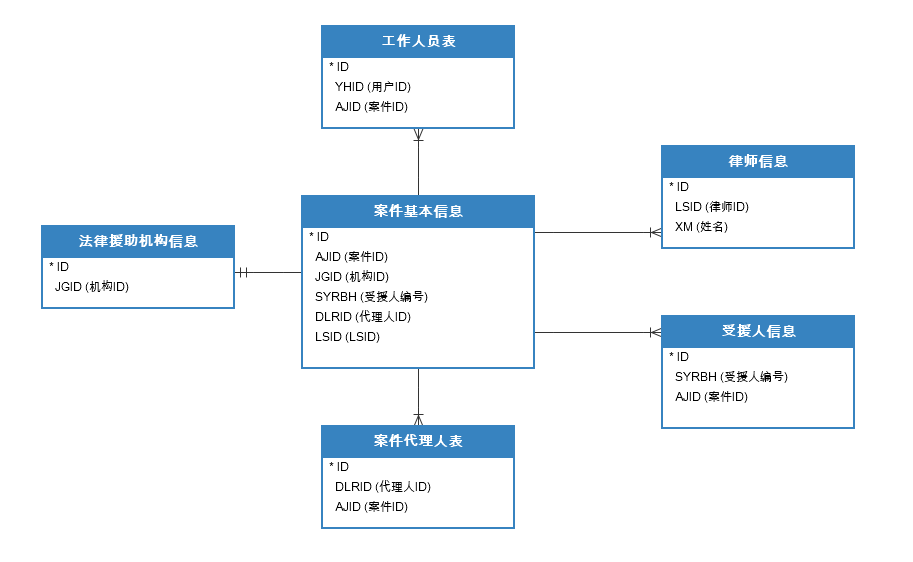 工作人员表
* ID
YHID (用户ID)
AJID (案件ID)
律师信息
* ID
LSID (律师ID)
XM (姓名)
案件基本信息
* ID
AJID (案件ID)
JGID (机构ID)
SYRBH (受援人编号)
DLRID (代理人ID)
LSID (LSID)
法律援助机构信息
* ID
JGID (机构ID)
受援人信息
* ID
SYRBH (受援人编号)
AJID (案件ID)
案件代理人表
* ID
DLRID (代理人ID)
AJID (案件ID)